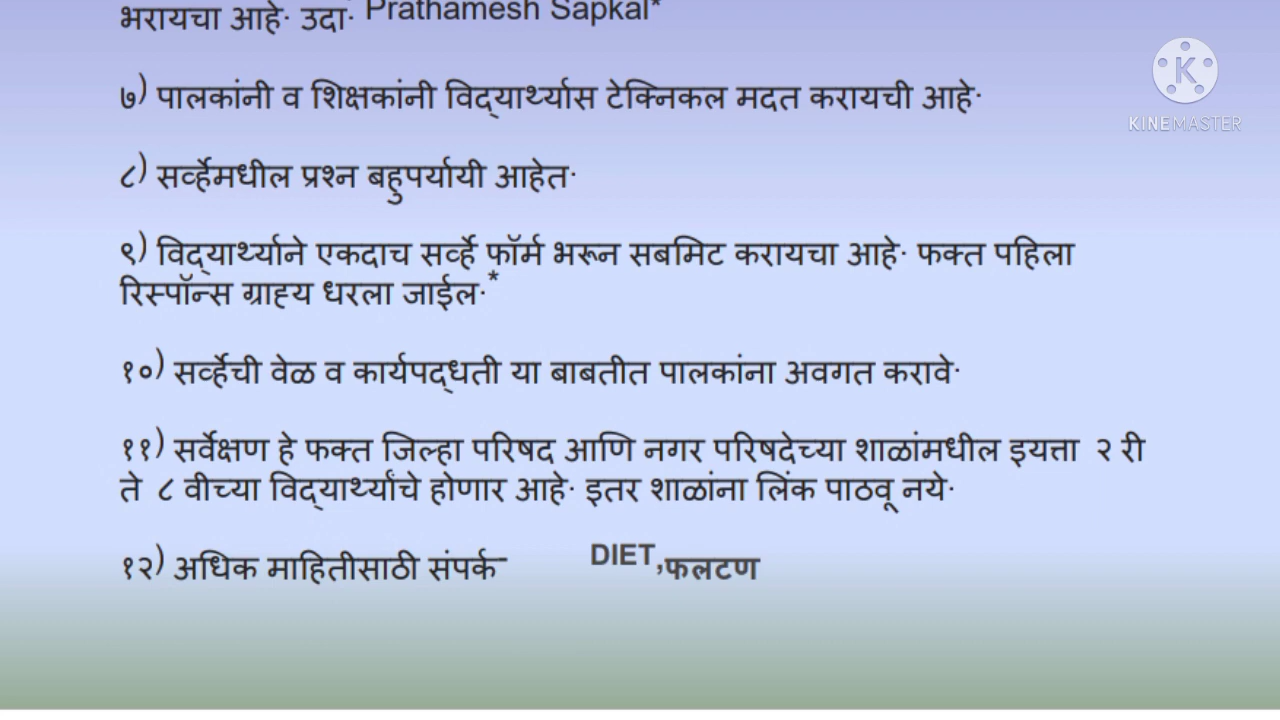 भरायचा आहे. उदा. Prathamesh Sapkal*
७) पालकांनी व शिक्षकांनी विद्यार्थ्यास टेक्निकल मदत करायची आहे.
८) सर्व्हेमधील प्रश्न बहुपर्यायी आहेत.
९) विद्यार्थ्याने एकदाच सर्व्हे फॉर्म भरून सबमिट करायचा आहे. फक्त पहिला
रिस्पॉन्स ग्राह्य धरला जाईल.*
१०) सर्व्हेची वेळ व कार्यपद्धती या बाबतीत पालकांना अवगत करावे.
११) सर्वेक्षण हे फक्त जिल्हा परिषद आणि नगर परिषदेच्या शाळांमधील इयत्ता २ री
ते ८ वीच्या विद्यार्थ्यांचे होणार आहे. इतर शाळांना लिंक पाठवू नये.
१२) अधिक माहितीसाठी संपर्क- DIET,फलटण
K
KINEMASTER